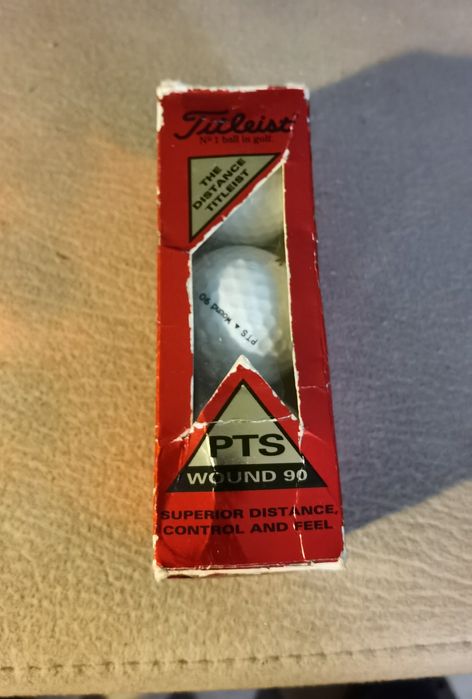 Titleist
Nº 1 ball in golf.
THE
DISTANCE
TITLEIST
PTS ▲ Wound 90
PTS
WOUND 90
SUPERIOR DISTANCE,
CONTROL AND FEEL